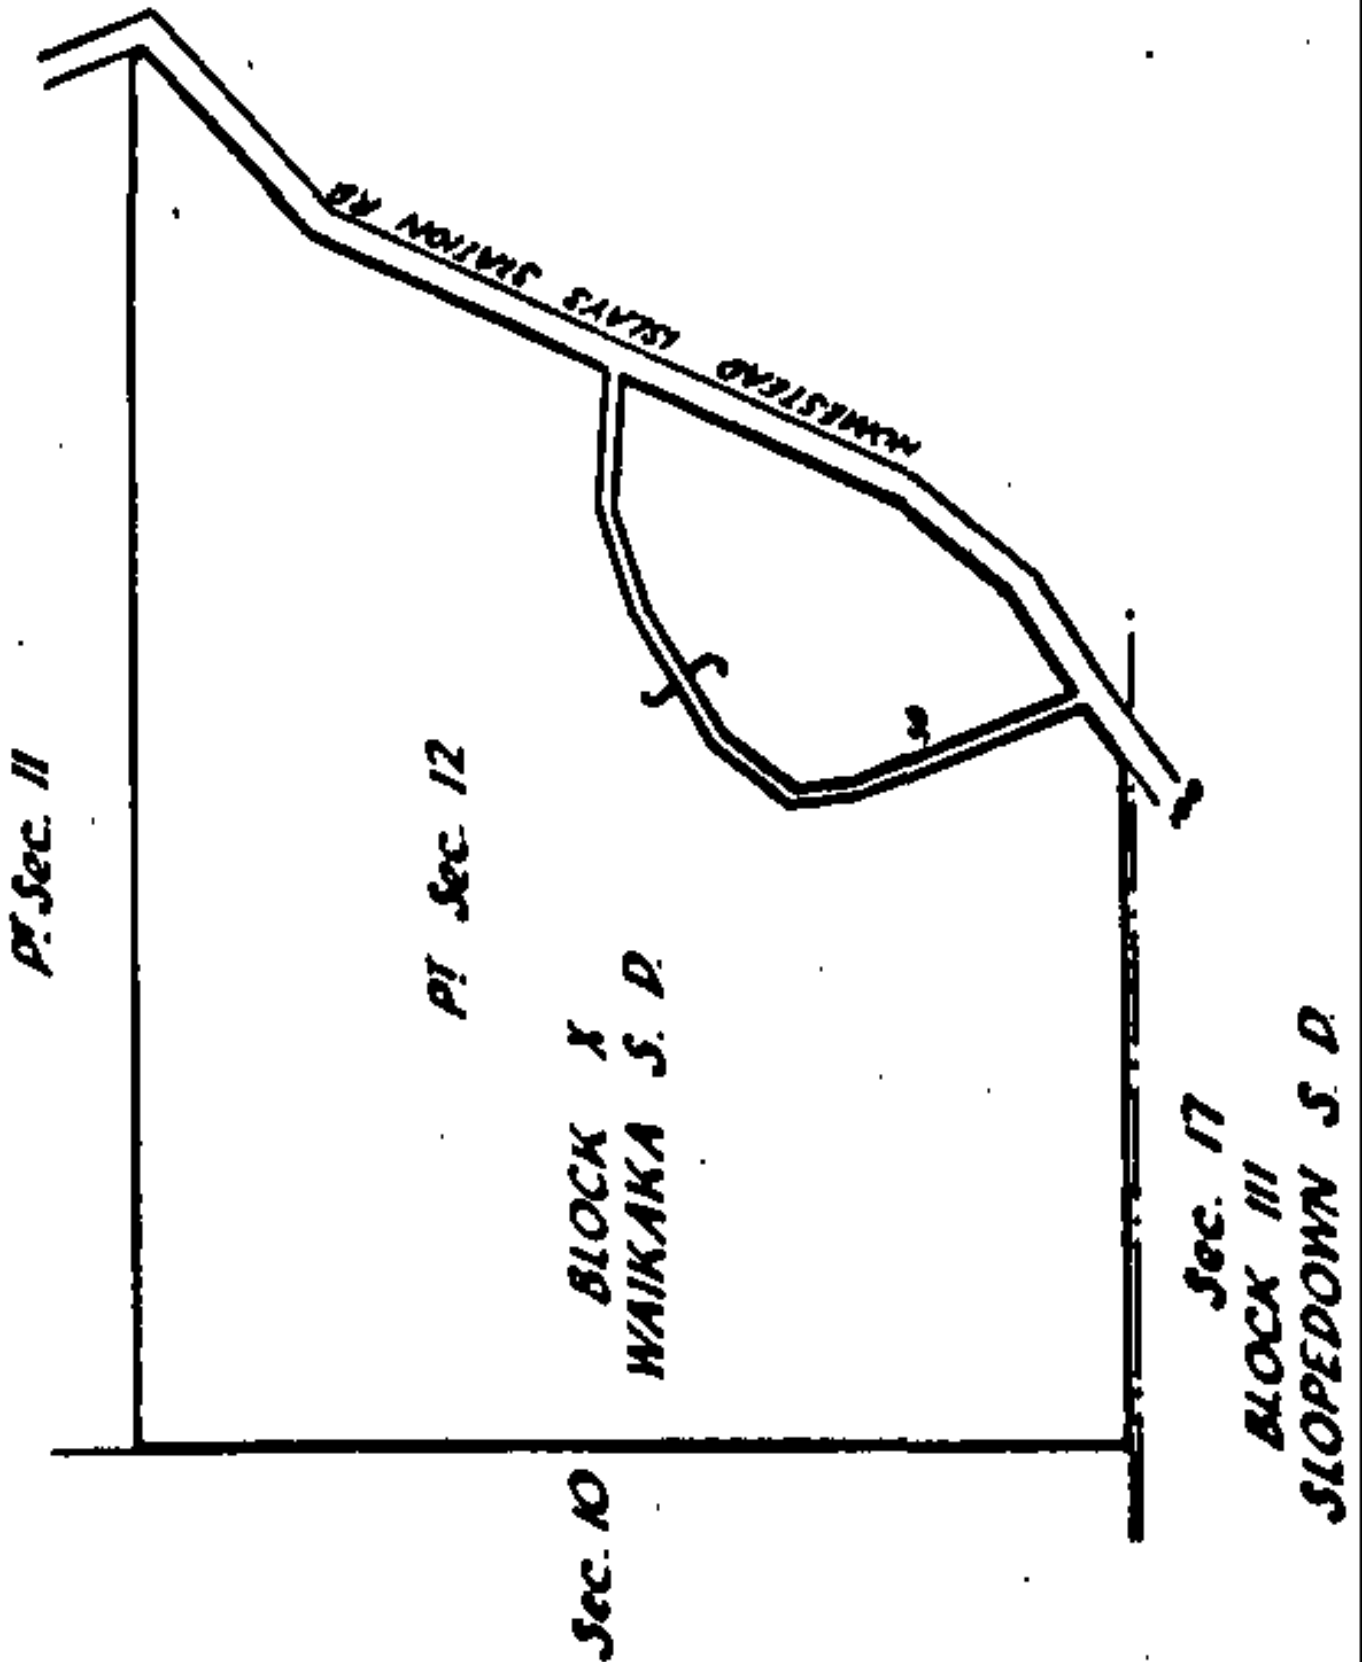 Pt. Sec. 11
Pt Sec. 12
BLOCK X
WAIKAKA S. D.
Sec. 10
HOMESTEAD ISLAYS STATION RD
Sec. 17
BLOCK III
SLOPEDOWN S. D.